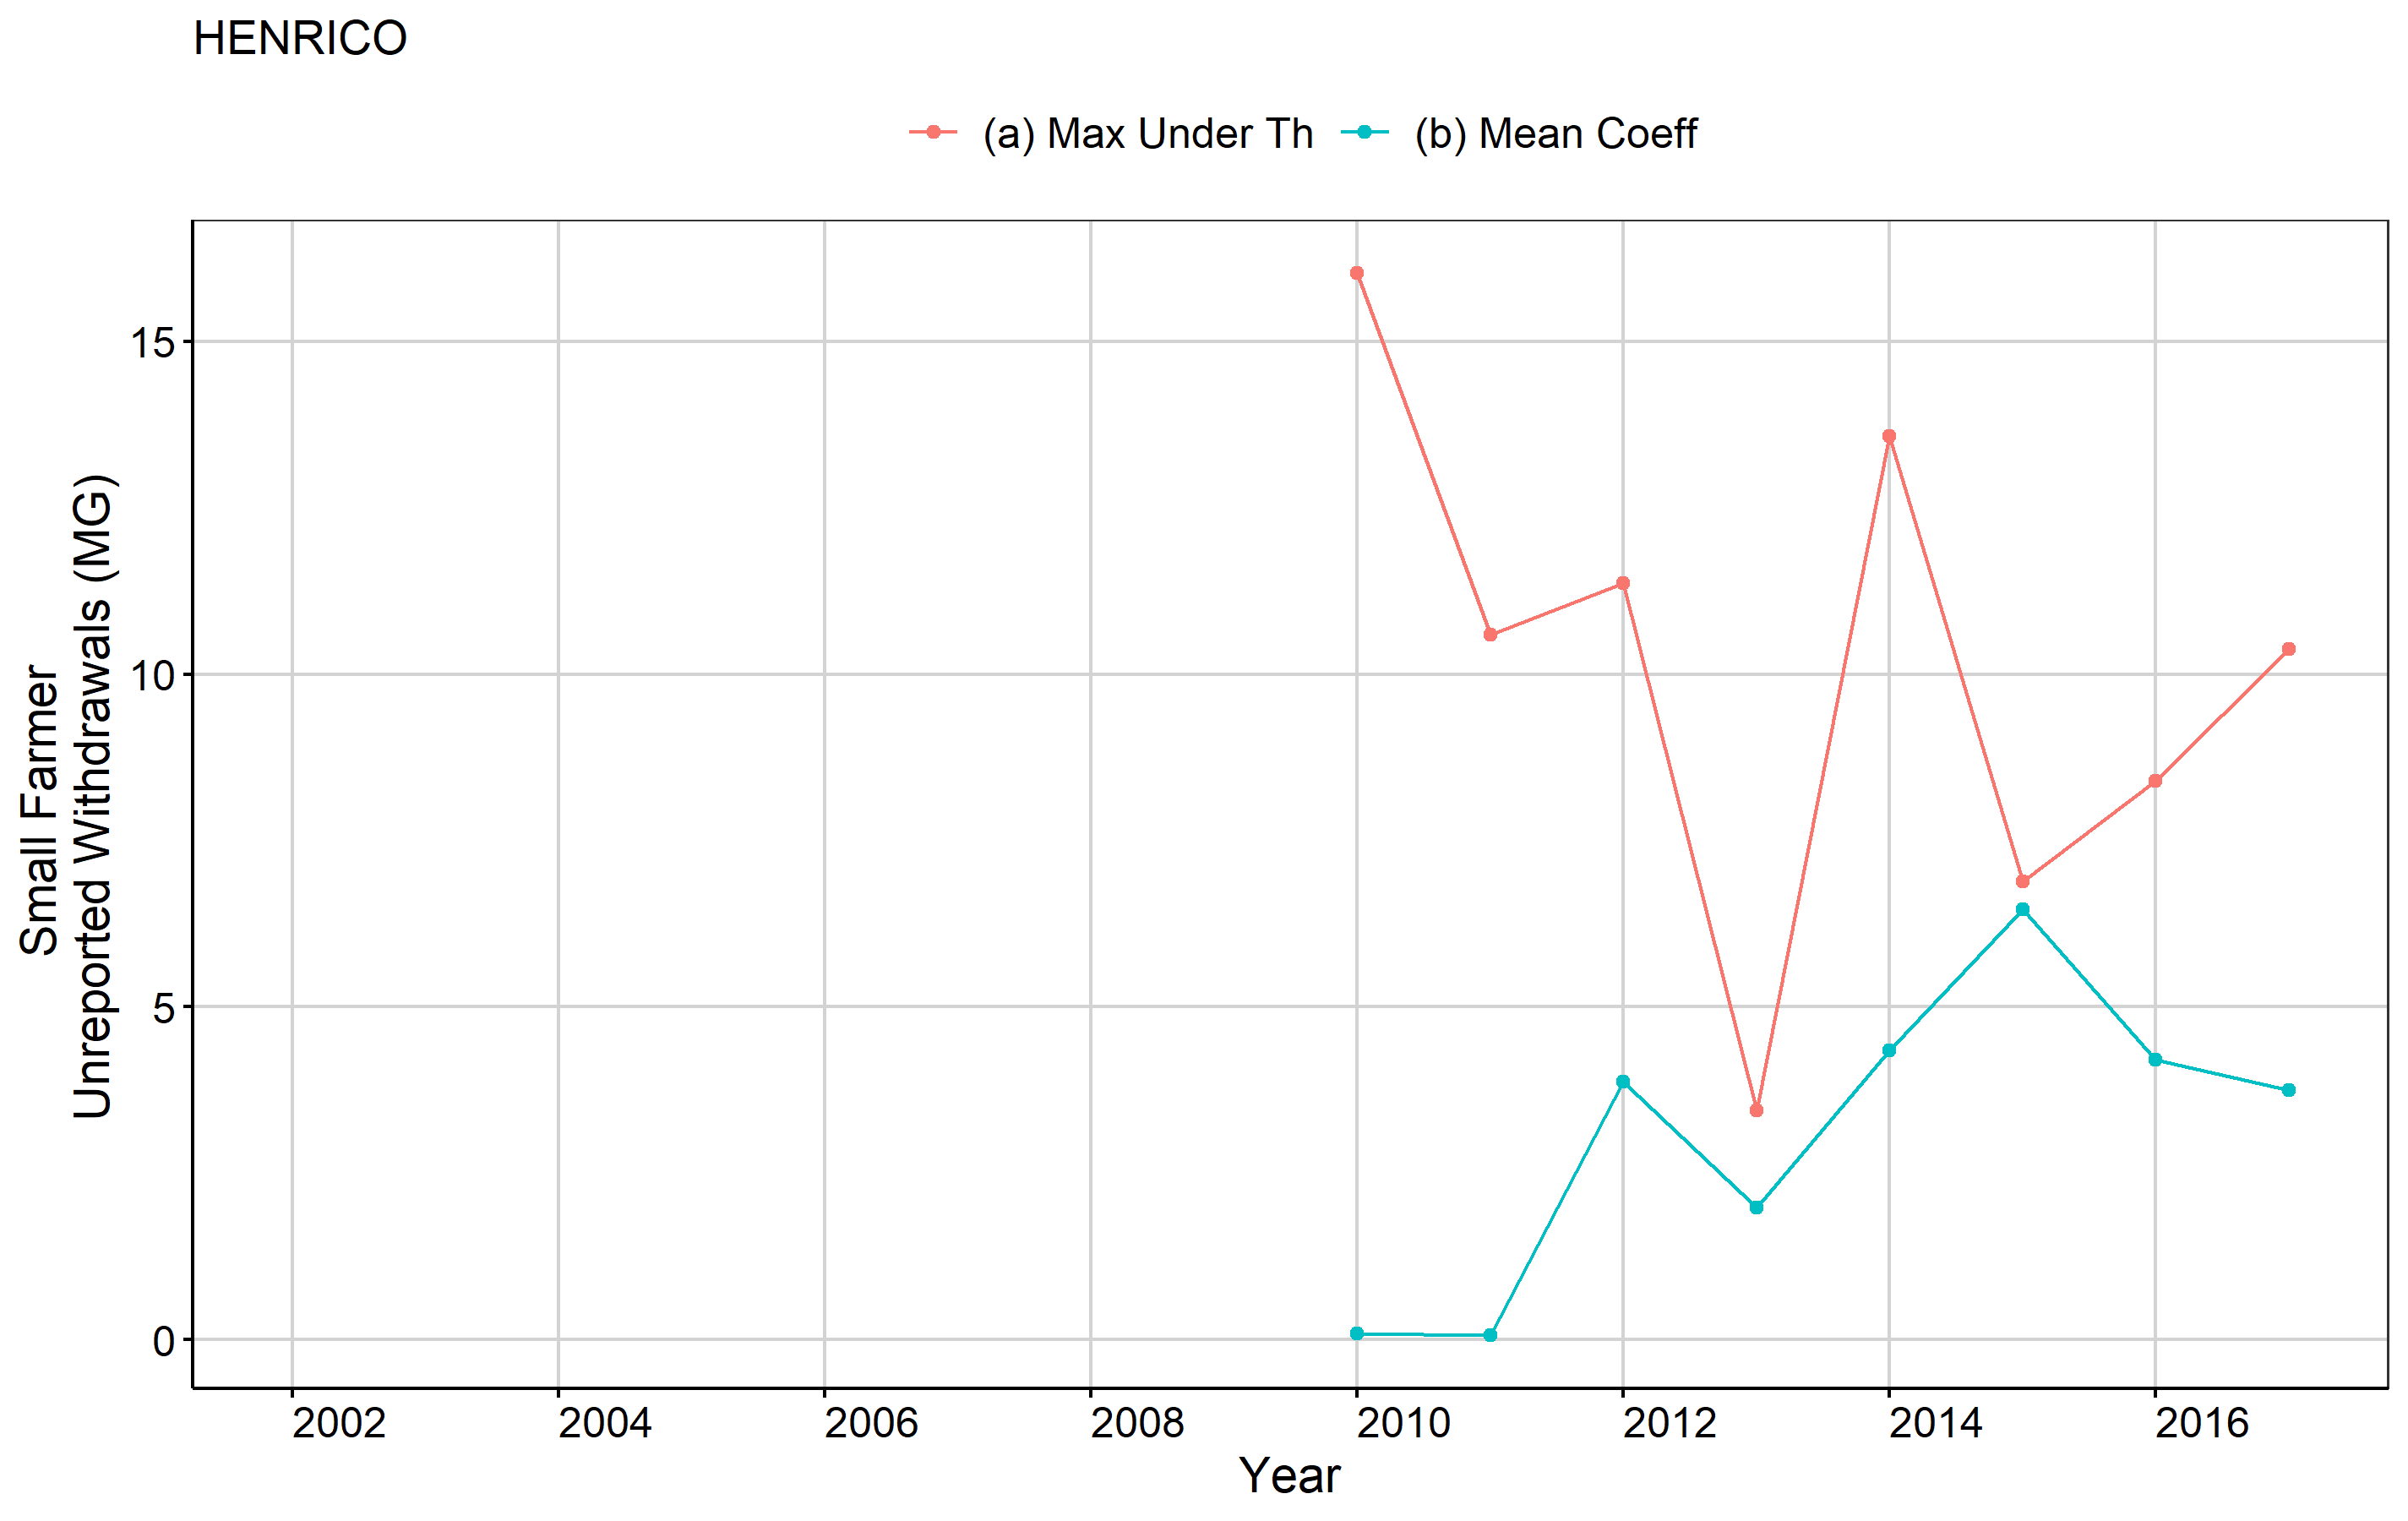 HENRICO
(a) Max Under Th (b) Mean Coeff
Small Farmer
Unreported Withdrawals (MG)
15
10
5
0
2002 2004 2006 2008 2010 2012 2014 2016
Year